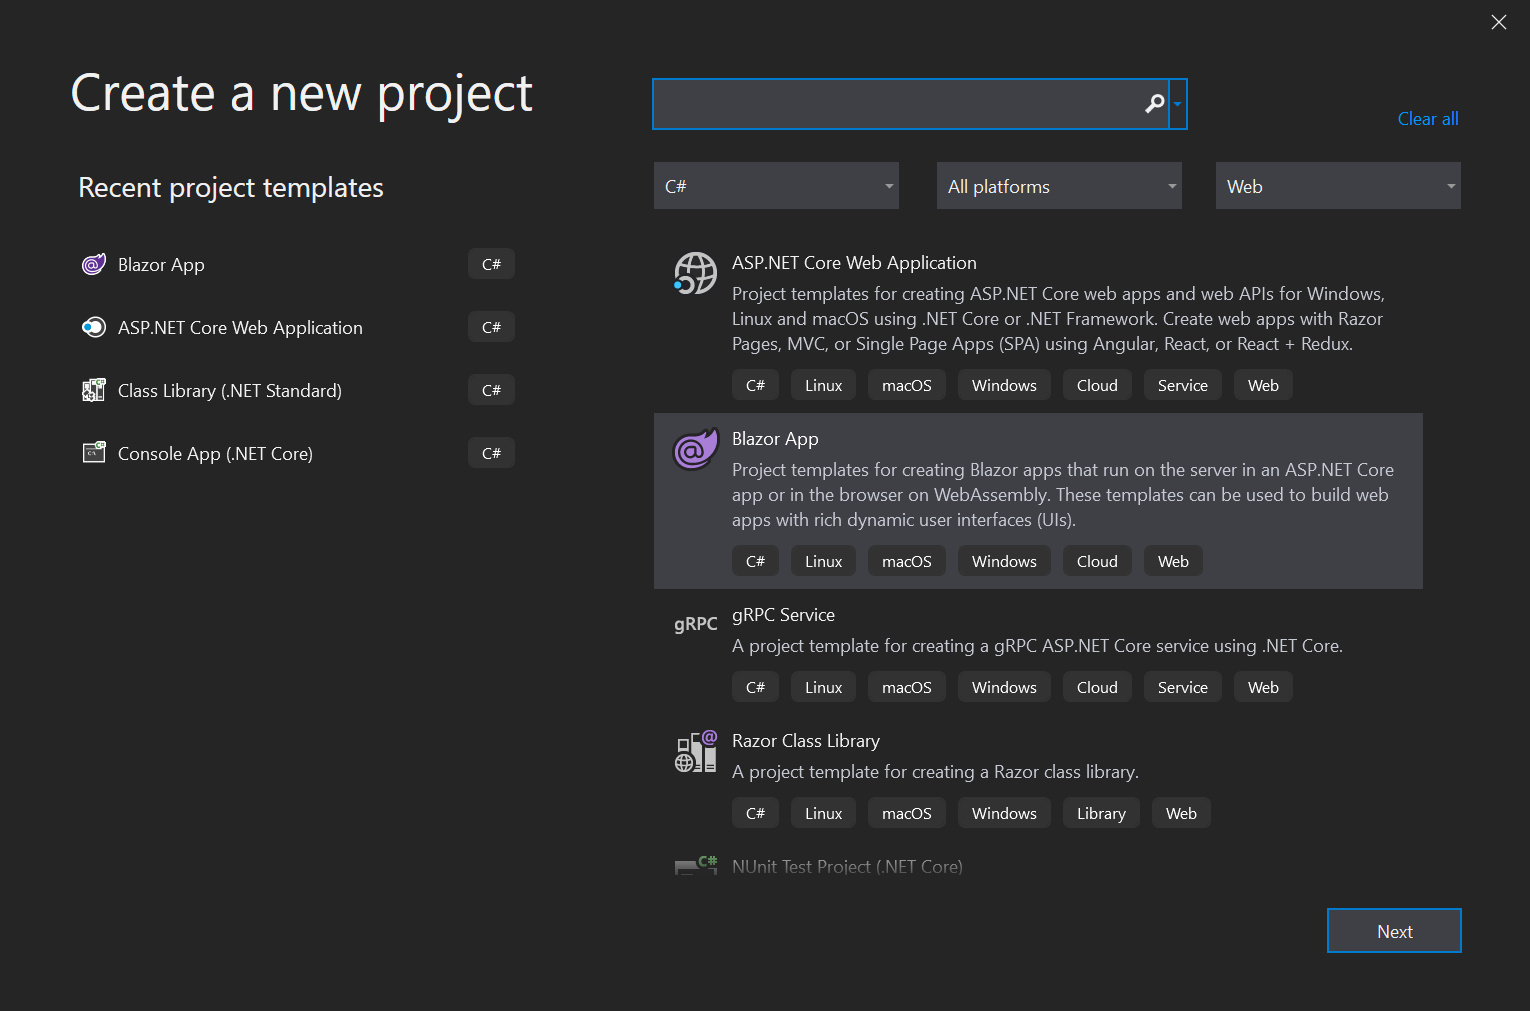 Create a new project
Clear all
Recent project templates
C#
All platforms
Web
Blazor App
C#
ASP.NET Core Web Application
C#
Class Library (.NET Standard)
C#
Console App (.NET Core)
C#
ASP.NET Core Web Application
Project templates for creating ASP.NET Core web apps and web APIs for Windows,
Linux and macOS using .NET Core or .NET Framework. Create web apps with Razor
Pages, MVC, or Single Page Apps (SPA) using Angular, React, or React + Redux.
C# Linux macOS Windows Cloud Service Web
Blazor App
Project templates for creating Blazor apps that run on the server in an ASP.NET Core
app or in the browser on WebAssembly. These templates can be used to build web
apps with rich dynamic user interfaces (UIs).
C# Linux macOS Windows Cloud Web
gRPC
gRPC Service
A project template for creating a gRPC ASP.NET Core service using .NET Core.
C# Linux macOS Windows Cloud Service Web
Razor Class Library
A project template for creating a Razor class library.
C# Linux macOS Windows Library Web
C#
NUnit Test Project (.NET Core)
Next